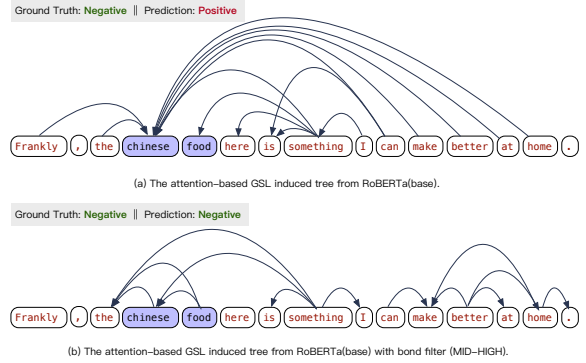 Ground Truth: Negative ‖ Prediction: Positive
Frankly , the chinese food here is something I can make better at home .
(a) The attention-based GSL induced tree from RoBERTa(base).
Ground Truth: Negative ‖ Prediction: Negative
Frankly , the chinese food here is something I can make better at home .
(b) The attention-based GSL induced tree from RoBERTa(base) with bond filter (MID-HIGH).